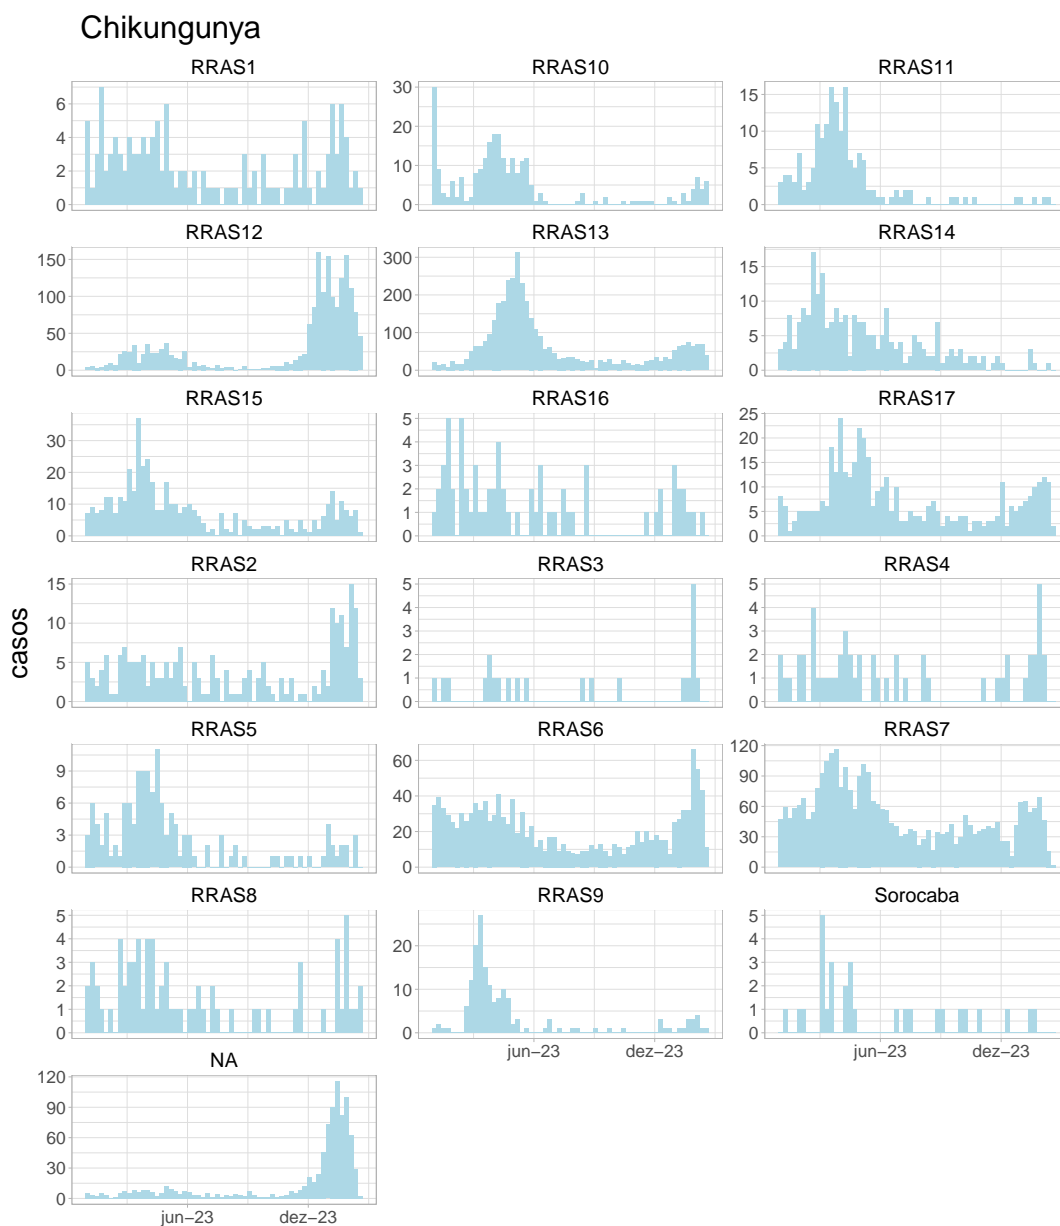 Chikungunya
RRAS1 RRAS10 RRAS11
6 4 2 0
30 20 10 0
15 10 5 0
RRAS12 RRAS13 RRAS14
150 100 50 0
300 200 100 0
15 10 5 0
RRAS15 RRAS16 RRAS17
30 20 10 0
5 4 3 2 1 0
25 20 15 10 5 0
RRAS2 RRAS3 RRAS4
15 10 5 0
5 4 3 2 1 0
5 4 3 2 1 0
casos
RRAS5 RRAS6 RRAS7
9 6 3 0
60 40 20 0
120 90 60 30 0
RRAS8 RRAS9 Sorocaba
5 4 3 2 1 0
20 10 0
5 4 3 2 1 0
jun−23 dez−23 jun−23 dez−23
NA
120 90 60 30 0
jun−23 dez−23